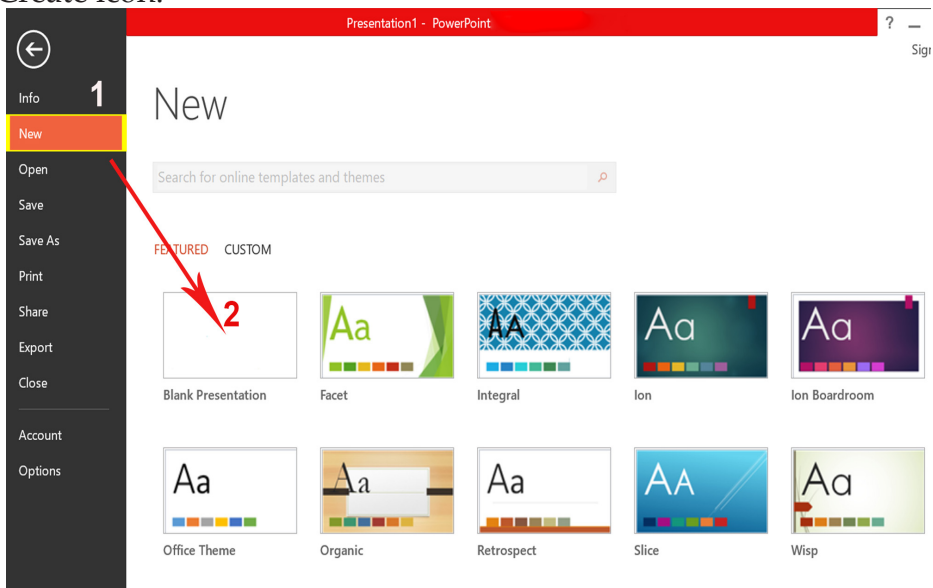 Create icon.
Presentation1 - PowerPoint
? –
Sign
Info
1
New
New
Open
Search for online templates and themes
Save
Save As
FEATURED CUSTOM
Print
Share
2
Aa
AA
Aa
Aa
Export
Close
Blank Presentation
Facet
Integral
Ion
Ion Boardroom
Account
Options
Aa
Aa
Aa
AA
Aa
Office Theme
Organic
Retrospect
Slice
Wisp